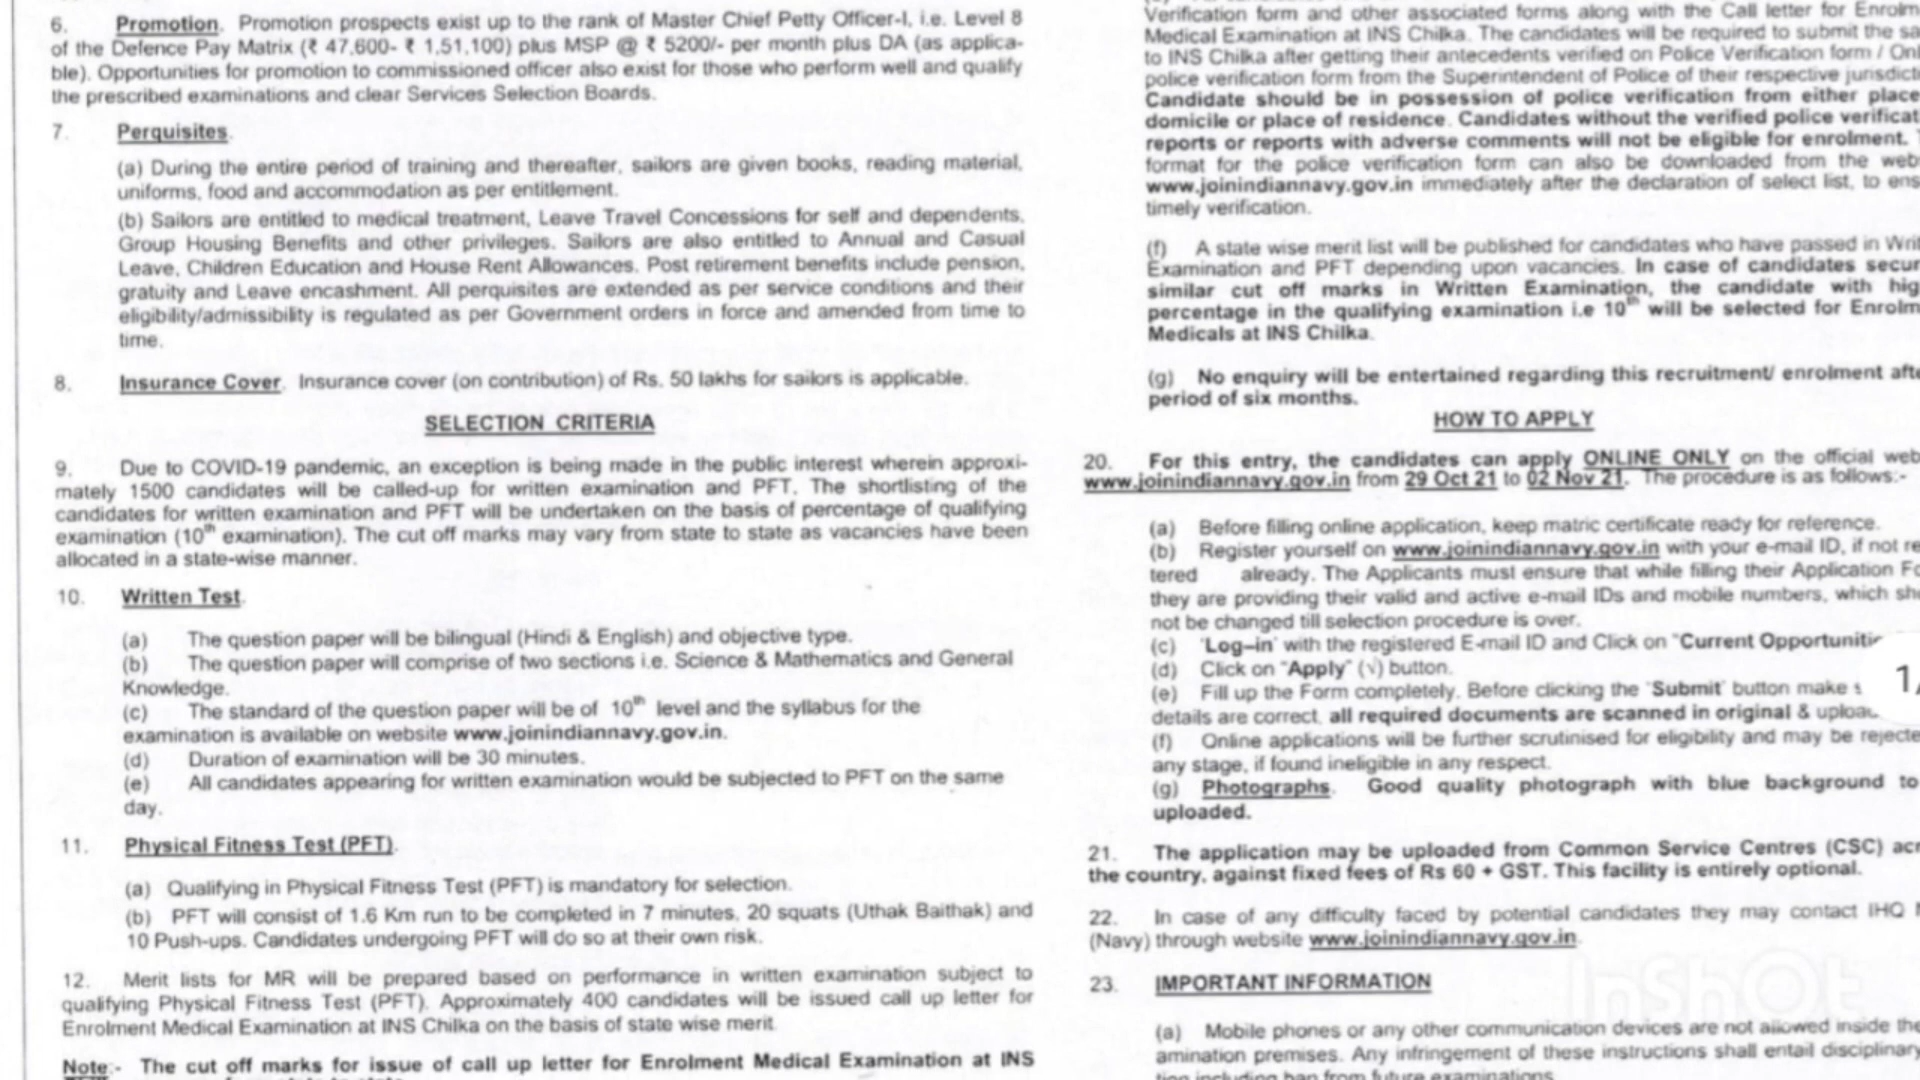 6. Promotion. Promotion prospects exist up to the rank of Master Chief Petty Officer-I, i.e. Level 8
of the Defence Pay Matrix (₹ 47,600- ₹ 1,51,100) plus MSP @ ₹ 5200/- per month plus DA (as applica-
ble). Opportunities for promotion to commissioned officer also exist for those who perform well and qualify
the prescribed examinations and clear Services Selection Boards.
7. Perquisites.
(a) During the entire period of training and thereafter, sailors are given books, reading material,
uniforms, food and accommodation as per entitlement.
(b) Sailors are entitled to medical treatment, Leave Travel Concessions for self and dependents,
Group Housing Benefits and other privileges. Sailors are also entitled to Annual and Casual
Leave, Children Education and House Rent Allowances. Post retirement benefits include pension,
gratuity and Leave encashment. All perquisites are extended as per service conditions and their
eligibility/admissibility is regulated as per Government orders in force and amended from time to
time.
8. Insurance Cover. Insurance cover (on contribution) of Rs. 50 lakhs for sailors is applicable.
SELECTION CRITERIA
9. Due to COVID-19 pandemic, an exception is being made in the public interest wherein approxi-
mately 1500 candidates will be called-up for written examination and PFT. The shortlisting of the
candidates for written examination and PFT will be undertaken on the basis of percentage of qualifying
examination (10th examination). The cut off marks may vary from state to state as vacancies have been
allocated in a state-wise manner.
10. Written Test.
(a) The question paper will be bilingual (Hindi & English) and objective type.
(b) The question paper will comprise of two sections i.e. Science & Mathematics and General
Knowledge.
(c) The standard of the question paper will be of 10th level and the syllabus for the
examination is available on website www.joinindiannavy.gov.in.
(d) Duration of examination will be 30 minutes.
(e) All candidates appearing for written examination would be subjected to PFT on the same
day.
11. Physical Fitness Test (PFT).
(a) Qualifying in Physical Fitness Test (PFT) is mandatory for selection.
(b) PFT will consist of 1.6 Km run to be completed in 7 minutes, 20 squats (Uthak Baithak) and
10 Push-ups. Candidates undergoing PFT will do so at their own risk.
12. Merit lists for MR will be prepared based on performance in written examination subject to
qualifying Physical Fitness Test (PFT). Approximately 400 candidates will be issued call up letter for
Enrolment Medical Examination at INS Chilka on the basis of state wise merit.
Note:- The cut off marks for issue of call up letter for Enrolment Medical Examination at INS
Verification form and other associated forms along with the Call letter for Enrolm
Medical Examination at INS Chilka. The candidates will be required to submit the sa
to INS Chilka after getting their antecedents verified on Police Verification form / Onl
police verification form from the Superintendent of Police of their respective jurisdicti
Candidate should be in possession of police verification from either place
domicile or place of residence. Candidates without the verified police verificat
reports or reports with adverse comments will not be eligible for enrolment.
format for the police verification form can also be downloaded from the webs
www.joinindiannavy.gov.in immediately after the declaration of select list, to ens
timely verification.
(f) A state wise merit list will be published for candidates who have passed in Writ
Examination and PFT depending upon vacancies. In case of candidates secur
similar cut off marks in Written Examination, the candidate with hig
percentage in the qualifying examination i.e 10th will be selected for Enrolm
Medicals at INS Chilka.
(g) No enquiry will be entertained regarding this recruitment/ enrolment afte
period of six months.
HOW TO APPLY
20. For this entry, the candidates can apply ONLINE ONLY on the official web
www.joinindiannavy.gov.in from 29 Oct 21 to 02 Nov 21. The procedure is as follows:-
(a) Before filling online application, keep matric certificate ready for reference.
(b) Register yourself on www.joinindiannavy.gov.in with your e-mail ID, if not re
tered already. The Applicants must ensure that while filling their Application Fo
they are providing their valid and active e-mail IDs and mobile numbers, which sho
not be changed till selection procedure is over.
(c) 'Log–in' with the registered E-mail ID and Click on "Current Opportunitie
(d) Click on "Apply" (√) button.
(e) Fill up the Form completely. Before clicking the 'Submit' button make s
details are correct, all required documents are scanned in original & uploa
(f) Online applications will be further scrutinised for eligibility and may be rejecte
any stage, if found ineligible in any respect.
(g) Photographs. Good quality photograph with blue background to
uploaded.
21. The application may be uploaded from Common Service Centres (CSC) acr
the country, against fixed fees of Rs 60 + GST. This facility is entirely optional.
22. In case of any difficulty faced by potential candidates they may contact IHQ
(Navy) through website www.joinindiannavy.gov.in.
23. IMPORTANT INFORMATION
(a) Mobile phones or any other communication devices are not allowed inside the
amination premises. Any infringement of these instructions shall entail disciplinary
tion including ban from future examinations.
1/
InShOt